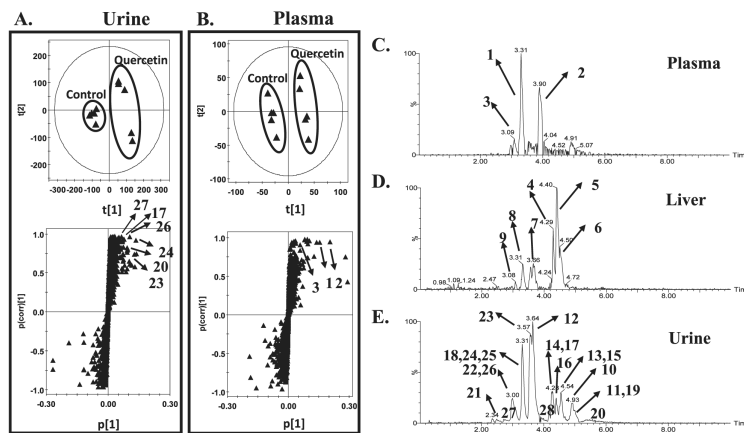 A. Urine
B. Plasma
200
100
0
-100
-200
t[2]
Control
Quercetin
-300 -200 -100 0 100 200 300
t[1]
100
50
0
-50
-100
t[2]
Control
Quercetin
-100 -50 0 50 100
t[1]
27
17
26
24
20
23
1.0
0.5
0.0
-0.5
-1.0
p(corr)[1]
-0.30 0.00 0.30
p[1]
3 1 2
1.0
0.5
0.0
-0.5
-1.0
p(corr)[1]
-0.30 0.00 0.30
p[1]
C. Plasma
100
%
1 3.31
2 3.90
3 3.09
4.04
4.52
4.91
5.07
2.00 4.00 6.00 8.00
Tim
D. Liver
100
%
4 4.40 5
4.29
4.50 6
8 7
9 3.31 3.66
3.08
4.24
4.72
0.98 1.09 1.24
2.47
2.00 4.00 6.00 8.00
Tim
E. Urine
100
%
23 3.64 12
3.57
3.31
18,24,25
22,26
21
14,17
16
13,15
10
3.00
4.28
4.54
4.93
11,19
2.34 27
28
20
2.00 4.00 6.00 8.00
Tim